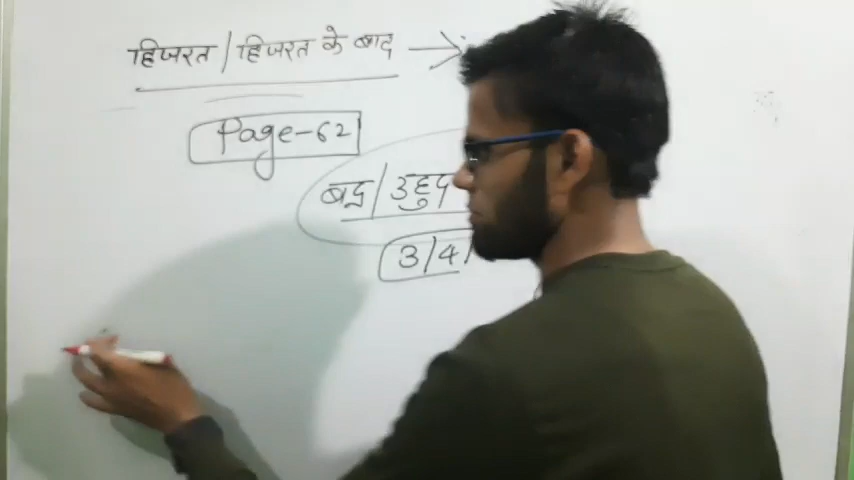 हिजरत / हिजरत के बाद →
Page-62
बद्र / उहुद
3/4/